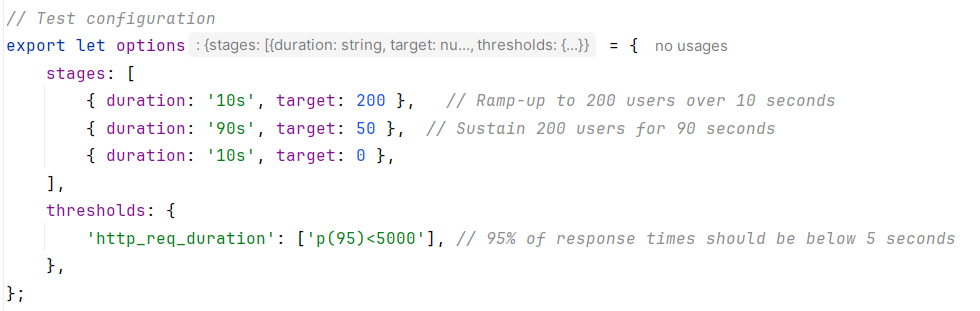 // Test configuration
export let options : {stages: [{duration: string, target: nu..., thresholds: {...}} = {   no usages
    stages: [
        { duration: '10s', target: 200 },   // Ramp-up to 200 users over 10 seconds
        { duration: '90s', target: 50 },  // Sustain 200 users for 90 seconds
        { duration: '10s', target: 0 },
    ],
    thresholds: {
        'http_req_duration': ['p(95)<5000'], // 95% of response times should be below 5 seconds
    },
};